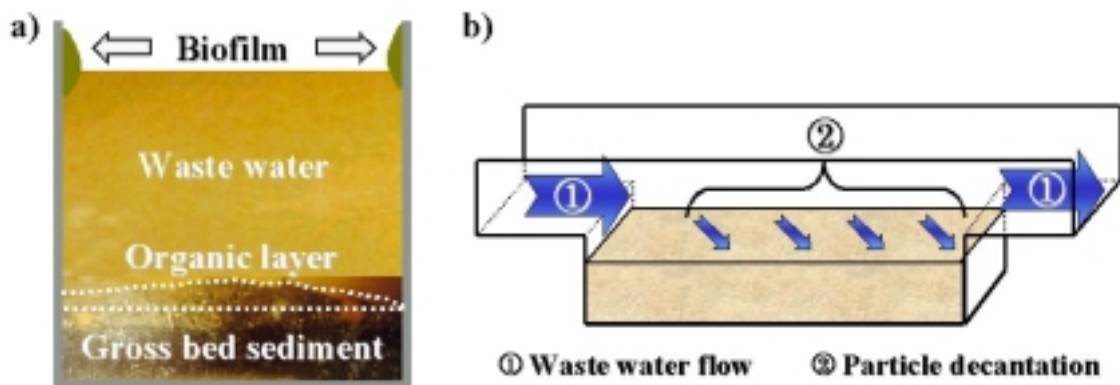 a)
Biofilm
Waste water
Organic layer
Gross bed sediment
b)
②
① ①
① Waste water flow ② Particle decantation